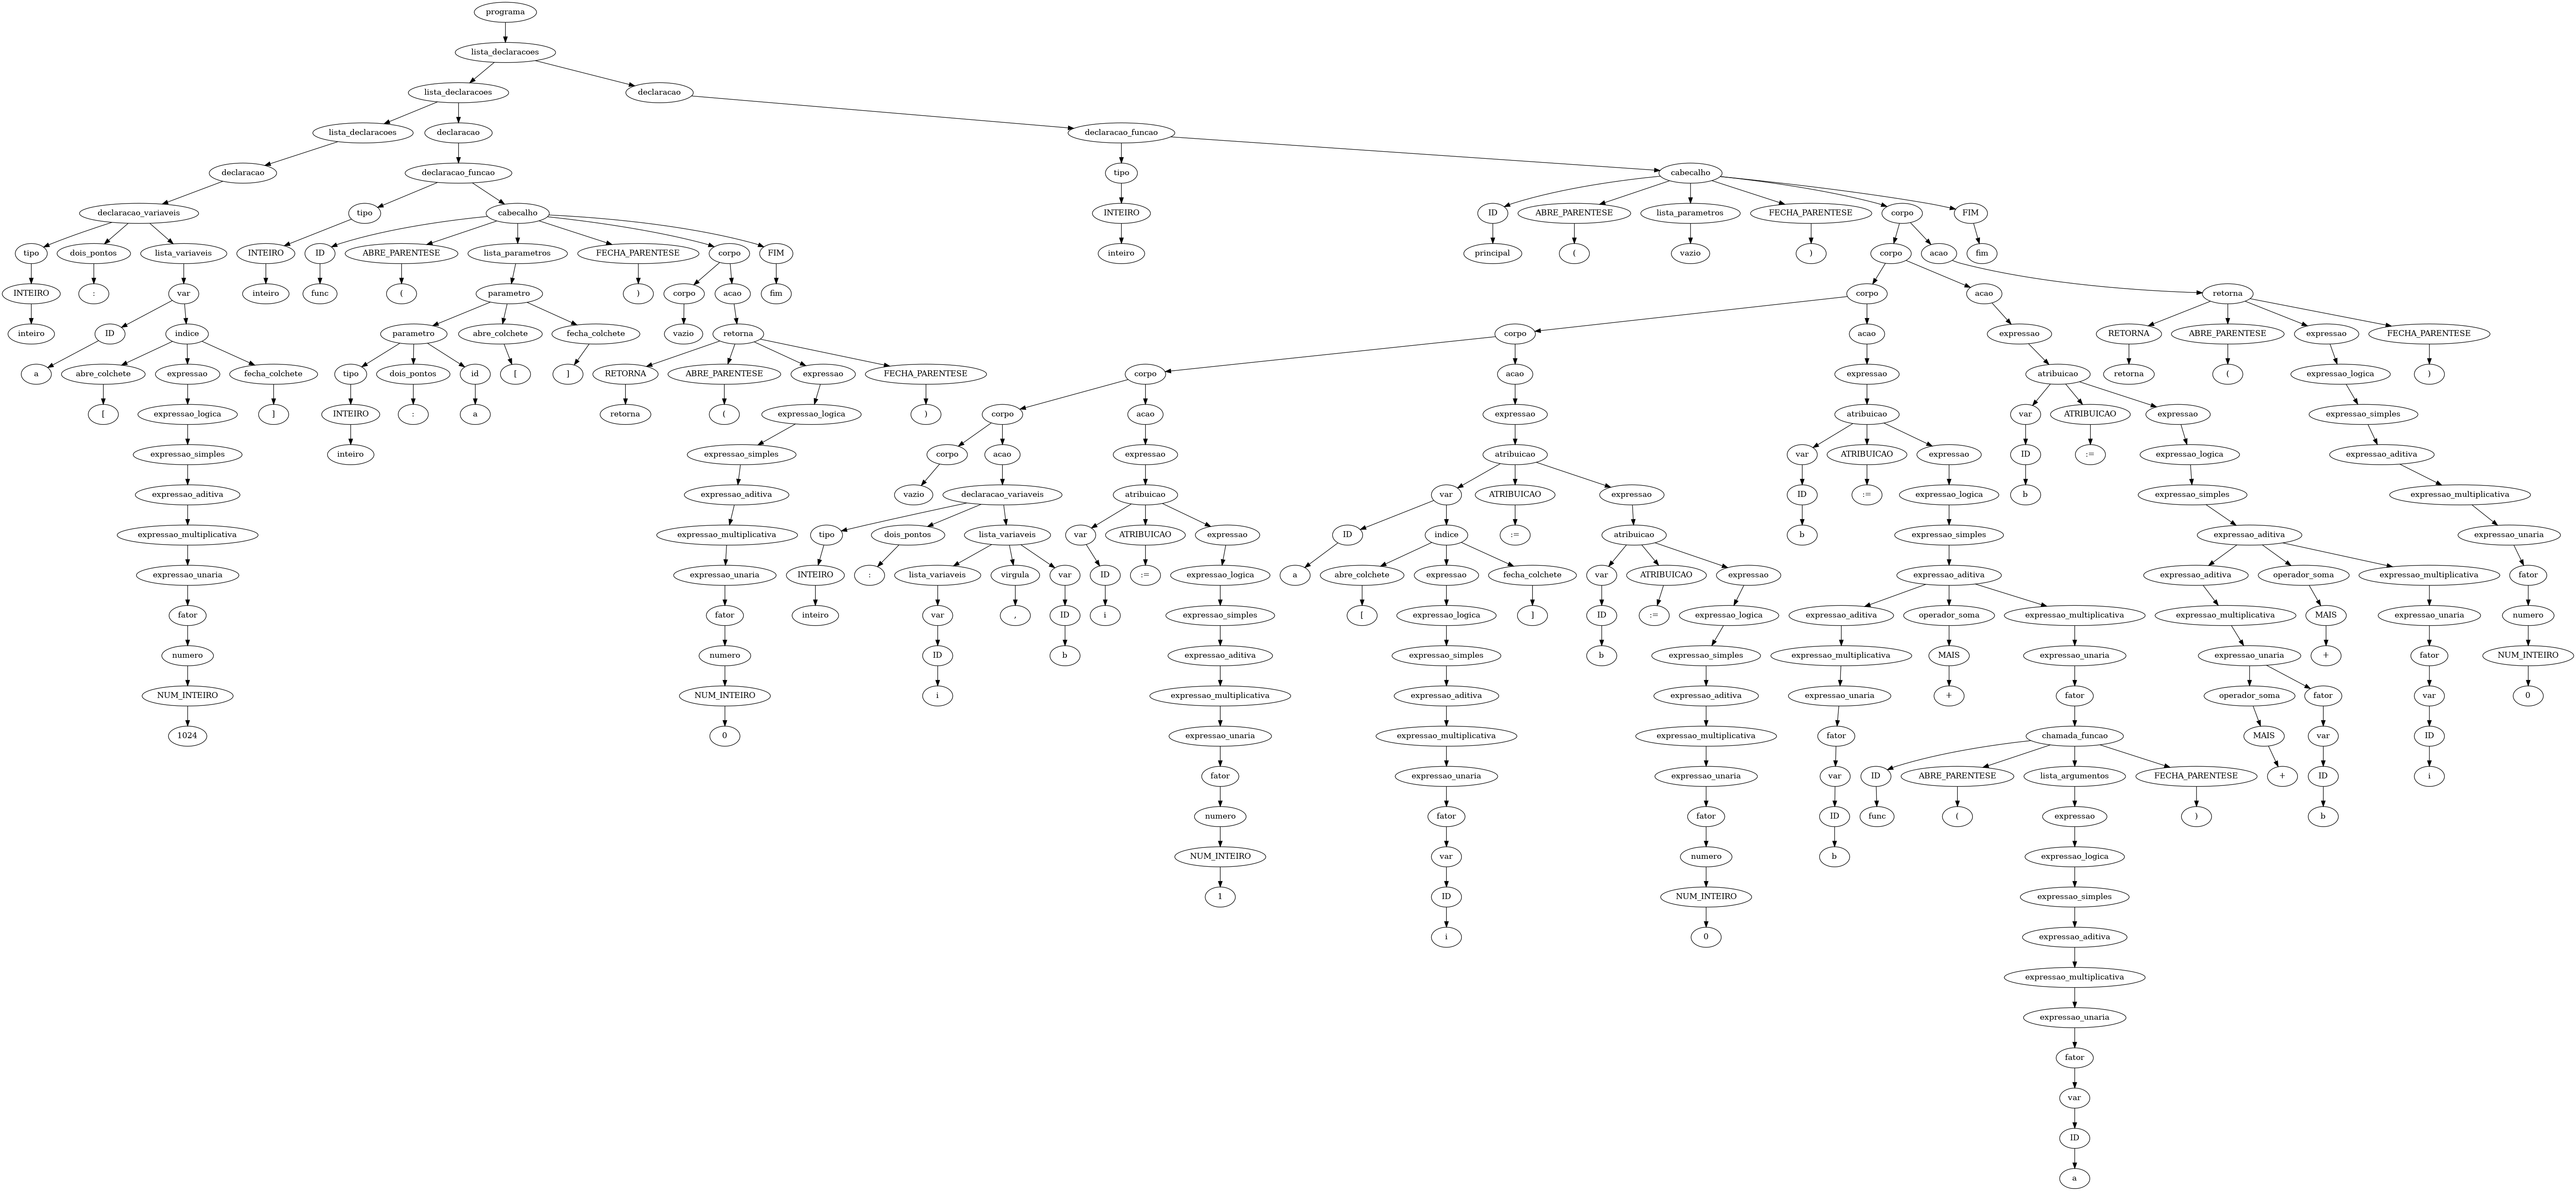 programa
lista_declaracoes
lista_declaracoes declaracao
lista_declaracoes declaracao declaracao_funcao
declaracao declaracao_funcao tipo cabecalho
declaracao_variaveis tipo cabecalho INTEIRO ID ABRE_PARENTESE lista_parametros FECHA_PARENTESE corpo FIM
tipo dois_pontos lista_variaveis INTEIRO ID ABRE_PARENTESE lista_parametros FECHA_PARENTESE corpo FIM inteiro principal ( vazio ) corpo acao fim
INTEIRO : var inteiro func ( parametro ) corpo acao fim corpo acao retorna
inteiro ID indice parametro abre_colchete fecha_colchete vazio retorna corpo acao expressao RETORNA ABRE_PARENTESE expressao FECHA_PARENTESE
a abre_colchete expressao fecha_colchete tipo dois_pontos id [ ] RETORNA ABRE_PARENTESE expressao FECHA_PARENTESE corpo acao expressao atribuicao retorna ( expressao_logica )
[ expressao_logica ] INTEIRO : a retorna ( expressao_logica ) corpo acao expressao atribuicao var ATRIBUICAO expressao expressao_simples
expressao_simples inteiro expressao_simples corpo acao expressao atribuicao var ATRIBUICAO expressao ID := expressao_logica expressao_aditiva
expressao_aditiva expressao_aditiva vazio declaracao_variaveis atribuicao var ATRIBUICAO expressao ID := expressao_logica b expressao_simples expressao_multiplicativa
expressao_multiplicativa expressao_multiplicativa tipo dois_pontos lista_variaveis var ATRIBUICAO expressao ID indice := atribuicao b expressao_simples expressao_aditiva expressao_unaria
expressao_unaria expressao_unaria INTEIRO : lista_variaveis virgula var ID := expressao_logica a abre_colchete expressao fecha_colchete var ATRIBUICAO expressao expressao_aditiva expressao_aditiva operador_soma expressao_multiplicativa fator
fator fator inteiro var , ID i expressao_simples [ expressao_logica ] ID := expressao_logica expressao_aditiva operador_soma expressao_multiplicativa expressao_multiplicativa MAIS expressao_unaria numero
numero numero ID b expressao_aditiva expressao_simples b expressao_simples expressao_multiplicativa MAIS expressao_unaria expressao_unaria + fator NUM_INTEIRO
NUM_INTEIRO NUM_INTEIRO i expressao_multiplicativa expressao_aditiva expressao_aditiva expressao_unaria + fator operador_soma fator var 0
1024 0 expressao_unaria expressao_multiplicativa expressao_multiplicativa fator chamada_funcao MAIS var ID
fator expressao_unaria expressao_unaria var ID ABRE_PARENTESE lista_argumentos FECHA_PARENTESE + ID i
numero fator fator ID func ( expressao ) b
NUM_INTEIRO var numero b expressao_logica
1 ID NUM_INTEIRO expressao_simples
i 0 expressao_aditiva
expressao_multiplicativa
expressao_unaria
fator
var
ID
a